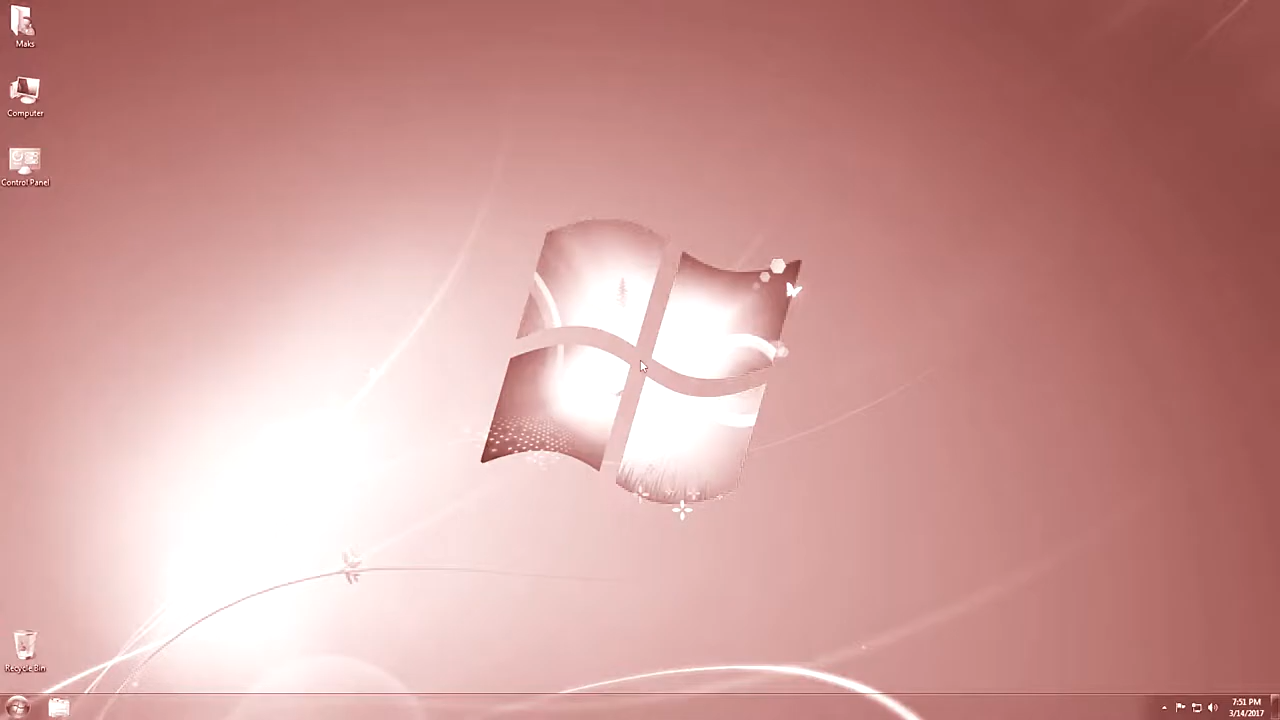 Maks
Computer
Control Panel
Recycle Bin
7:51 PM
3/14/2017